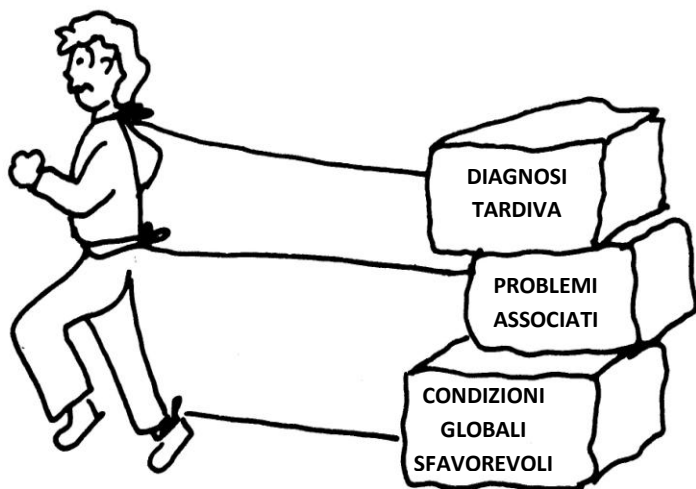 DIAGNOSI
TARDIVA
PROBLEMI
ASSOCIATI
CONDIZIONI
GLOBALI
SFAVOREVOLI